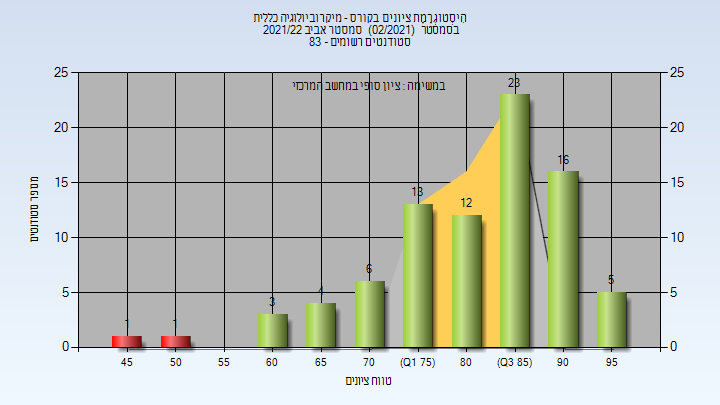 היסטוגרמת ציונים בקורס - מיקרוביולוגיה כללית
בסמסטר (02/2021) סמסטר אביב 2021/22
סטודנטים רשומים - 83
במשימה : ציון סופי במחשב המרכזי
25 25
20 20
15 15
10 10
5 5
0 0
1 1 3 4 6 13 12 23 16 5
45 50 55 60 65 70 (Q1 75) 80 (Q3 85) 90 95
מספר סטודנטים
טווח ציונים